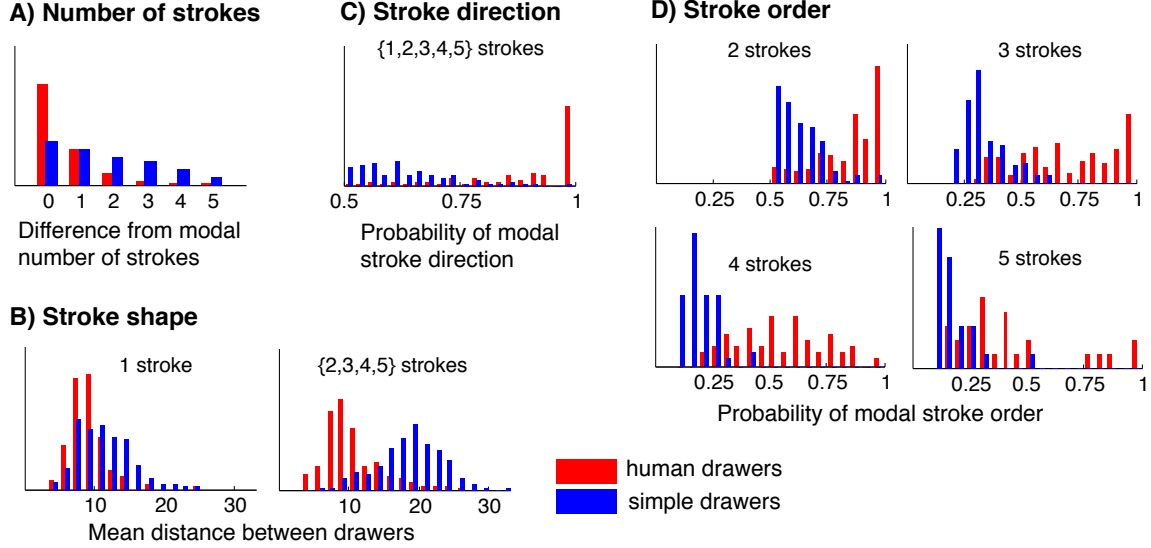 A) Number of strokes
0 1 2 3 4 5
Difference from modal
number of strokes
B) Stroke shape
1 stroke
10 20 30
{2,3,4,5} strokes
10 20 30
Mean distance between drawers
C) Stroke direction
{1,2,3,4,5} strokes
0.5 0.75 1
Probability of modal
stroke direction
D) Stroke order
2 strokes
0.25 0.5 0.75 1
3 strokes
0.25 0.5 0.75 1
4 strokes
0.25 0.5 0.75 1
5 strokes
0.25 0.5 0.75 1
Probability of modal stroke order
human drawers
simple drawers